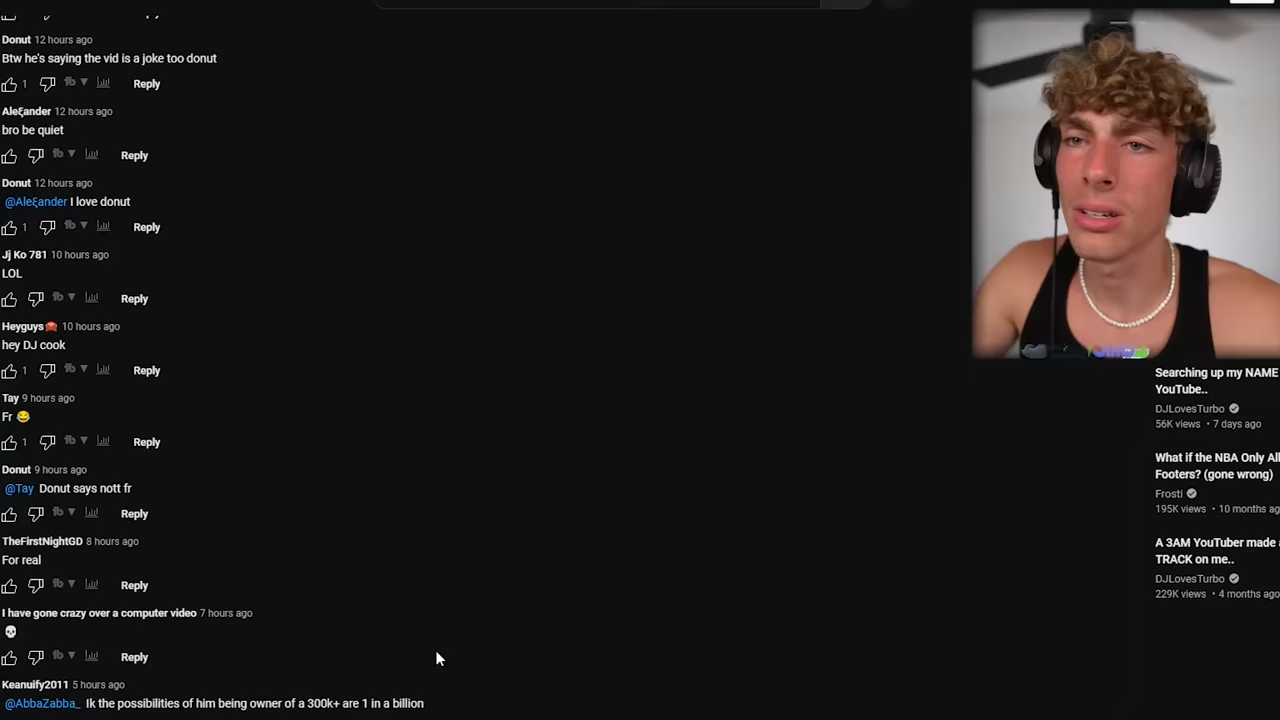 Donut 12 hours ago
Btw he's saying the vid is a joke too donut
1 Reply
Aleξander 12 hours ago
bro be quiet
Reply
Donut 12 hours ago
@Aleξander I love donut
1 Reply
Jj Ko 781 10 hours ago
LOL
Reply
Heyguys🦀 10 hours ago
hey DJ cook
1 Reply
Tay 9 hours ago
Fr 😂
1 Reply
Donut 9 hours ago
@Tay Donut says nott fr
Reply
TheFirstNightGD 8 hours ago
For real
Reply
I have gone crazy over a computer video 7 hours ago
💀
Reply
Keanuify2011 5 hours ago
@AbbaZabba_ Ik the possibilities of him being owner of a 300k+ are 1 in a billion
Searching up my NAME
YouTube..
DJLovesTurbo
56K views • 7 days ago
What if the NBA Only All
Footers? (gone wrong)
Frosti
195K views • 10 months ag
A 3AM YouTuber made a
TRACK on me..
DJLovesTurbo
229K views • 4 months ago